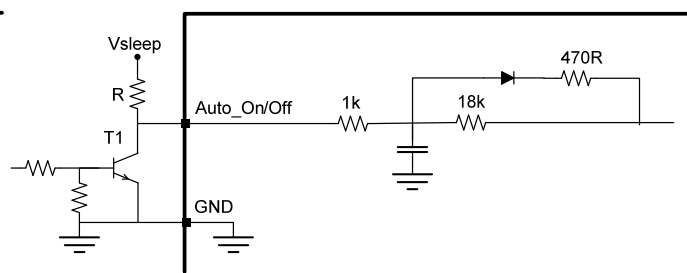 Vsleep
R
Auto_On/Off
T1
GND
1k
18k
470R